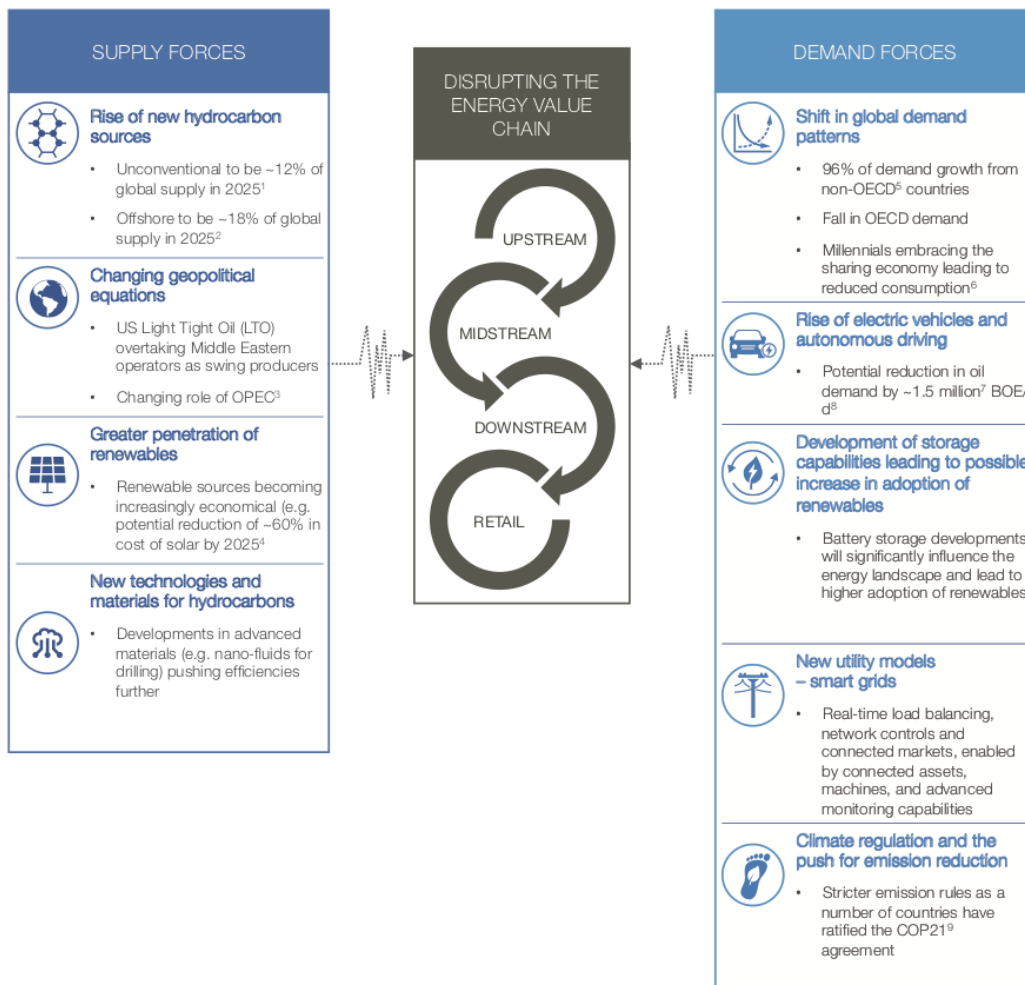 SUPPLY FORCES
Rise of new hydrocarbon
sources
• Unconventional to be ~12% of
global supply in 2025¹
• Offshore to be ~18% of global
supply in 2025²
Changing geopolitical
equations
• US Light Tight Oil (LTO)
overtaking Middle Eastern
operators as swing producers
• Changing role of OPEC³
Greater penetration of
renewables
• Renewable sources becoming
increasingly economical (e.g.
potential reduction of ~60% in
cost of solar by 2025⁴
New technologies and
materials for hydrocarbons
• Developments in advanced
materials (e.g. nano-fluids for
drilling) pushing efficiencies
further
DISRUPTING THE
ENERGY VALUE
CHAIN
UPSTREAM
MIDSTREAM
DOWNSTREAM
RETAIL
DEMAND FORCES
Shift in global demand
patterns
• 96% of demand growth from
non-OECD⁵ countries
• Fall in OECD demand
• Millennials embracing the
sharing economy leading to
reduced consumption⁶
Rise of electric vehicles and
autonomous driving
• Potential reduction in oil
demand by ~1.5 million⁷ BOE/
d⁸
Development of storage
capabilities leading to possible
increase in adoption of
renewables
• Battery storage developments
will significantly influence the
energy landscape and lead to
higher adoption of renewables
New utility models
– smart grids
• Real-time load balancing,
network controls and
connected markets, enabled
by connected assets,
machines, and advanced
monitoring capabilities
Climate regulation and the
push for emission reduction
• Stricter emission rules as a
number of countries have
ratified the COP21⁹
agreement